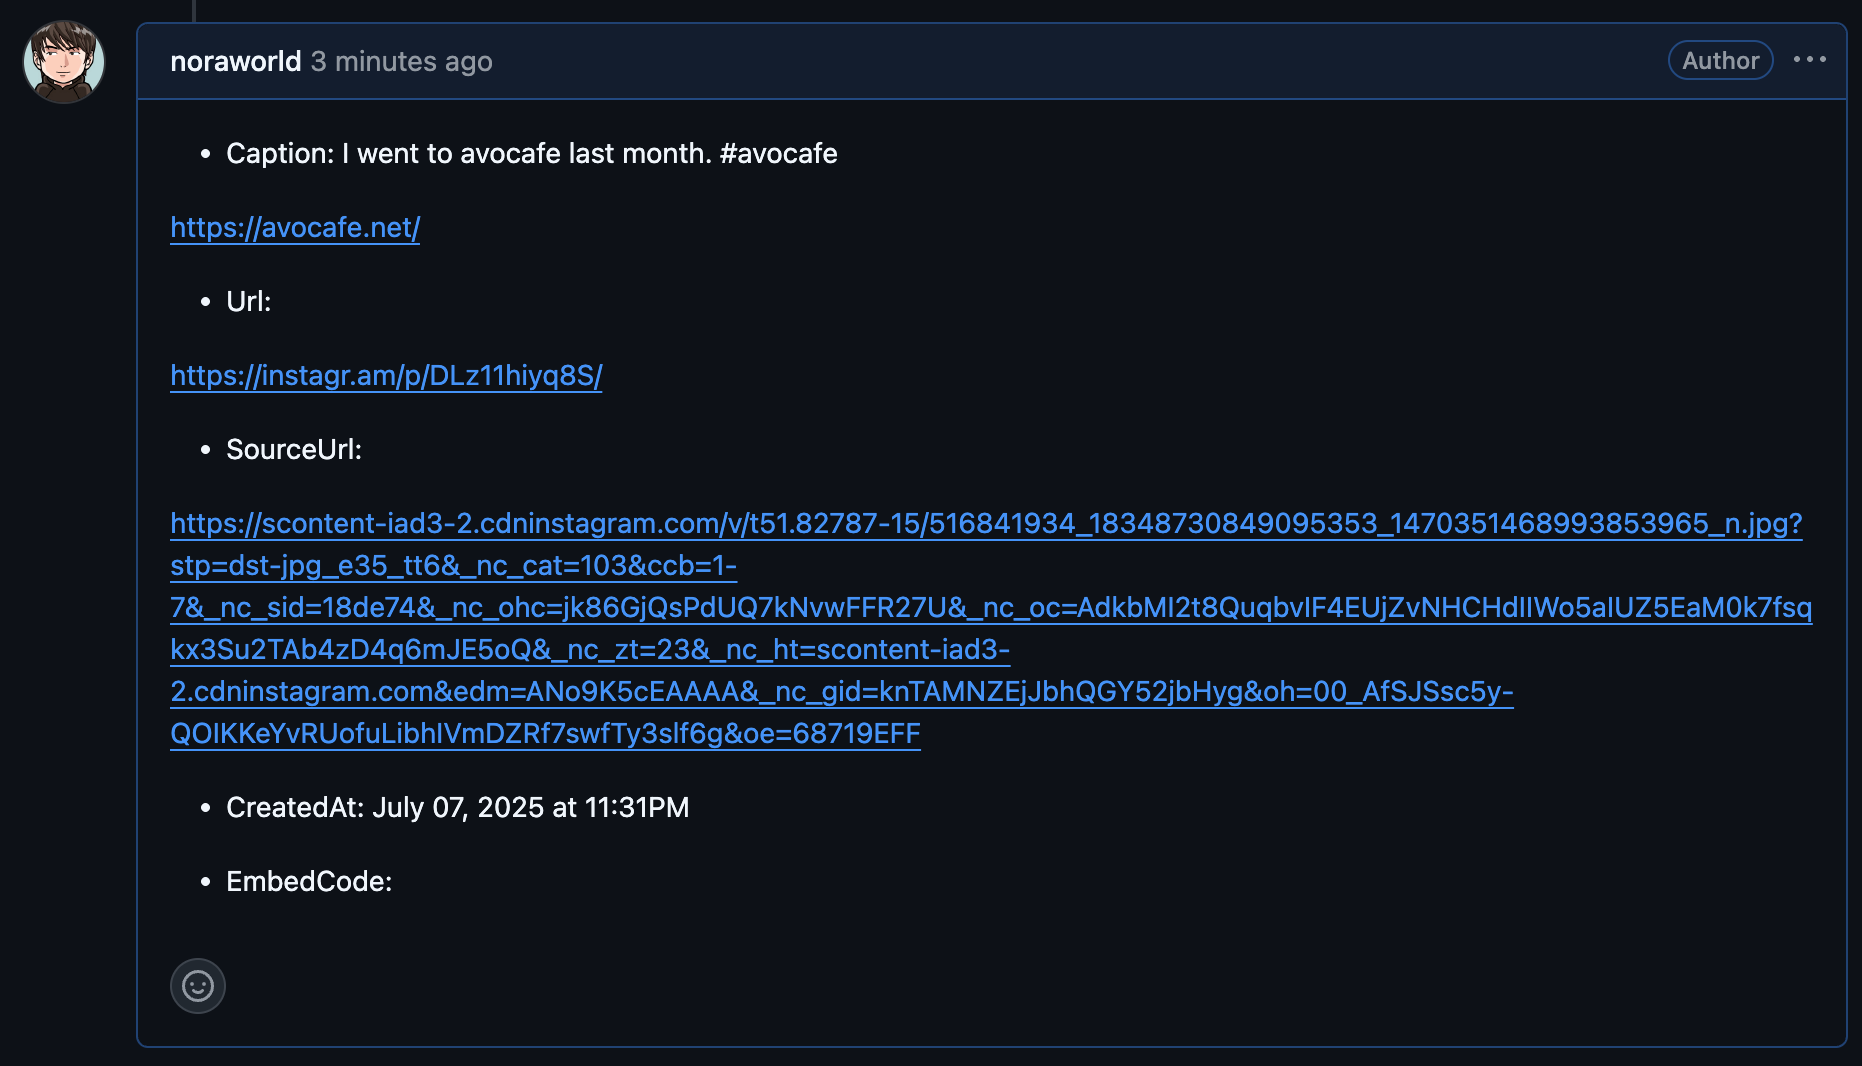 noraworld 3 minutes ago
Author
Caption: I went to avocafe last month. #avocafe
https://avocafe.net/
Url:
https://instagr.am/p/DLz11hiyq8S/
SourceUrl:
https://scontent-iad3-2.cdninstagram.com/v/t51.82787-15/516841934_18348730849095353_1470351468993853965_n.jpg?
stp=dst-jpg_e35_tt6&_nc_cat=103&ccb=1-
7&_nc_sid=18de74&_nc_ohc=jk86GjQsPdUQ7kNvwFFR27U&_nc_oc=AdkbMI2t8QuqbvIF4EUjZvNHCHdIIWo5aIUZ5EaM0k7fsq
kx3Su2TAb4zD4q6mJE5oQ&_nc_zt=23&_nc_ht=scontent-iad3-
2.cdninstagram.com&edm=ANo9K5cEAAAA&_nc_gid=knTAMNZEjJbhQGY52jbHyg&oh=00_AfSJSsc5y-
QOIKKeYvRUofuLibhIVmDZRf7swfTy3slf6g&oe=68719EFF
CreatedAt: July 07, 2025 at 11:31PM
EmbedCode: